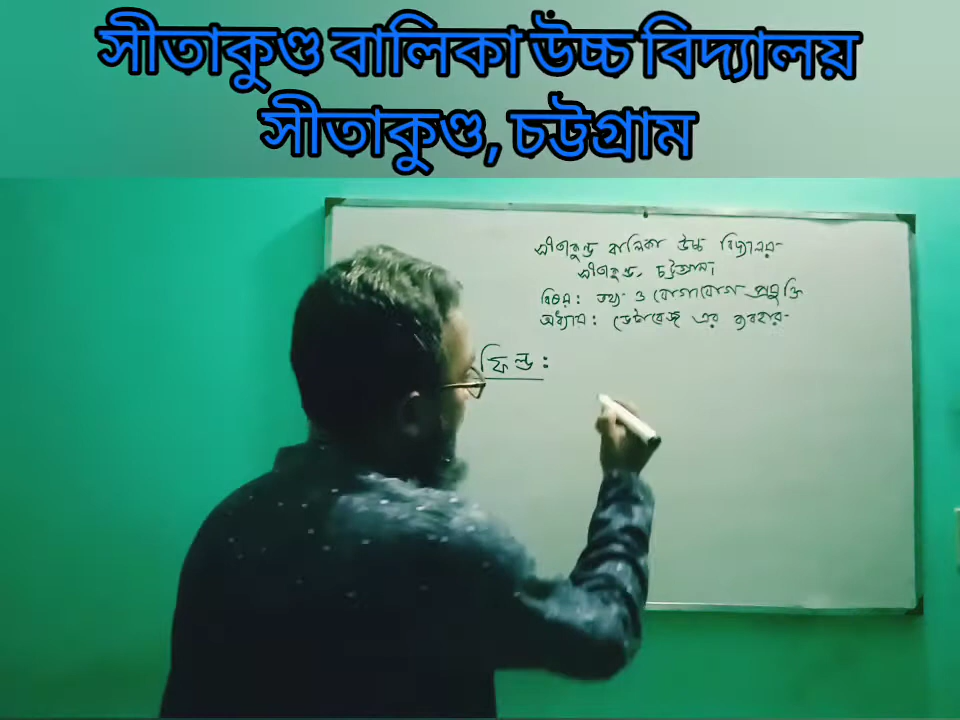 সীতাকুণ্ড বালিকা উচ্চ বিদ্যালয়
সীতাকুণ্ড, চট্টগ্রাম
সীতাকুন্ড বালিকা উচ্চ বিদ্যালয়
সীতাকুন্ড, চট্টগ্রাম।
বিষয়: তথ্য ও যোগাযোগ প্রযুক্তি
অধ্যায়: ডেটাবেজ এর ব্যবহার
ফিল্ড: